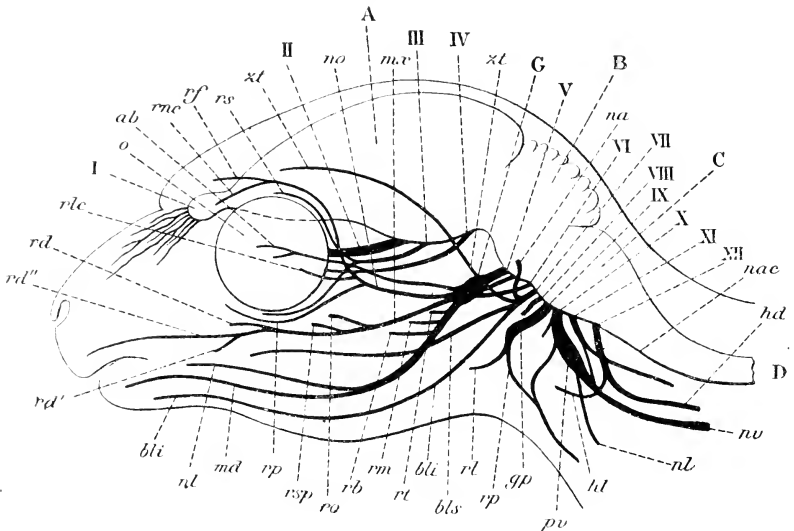 A
II no mx III IV zt G V B
zt
rs
rf
rne
ab
o
I
rlc
rd
rd"
rd'
na
VI
VII
VIII
IX
C
X
XI
XII
nac
hd
D
nv
bli nl md rp rsp ro rb rm rt bli bls rl rp gp pv hl nl